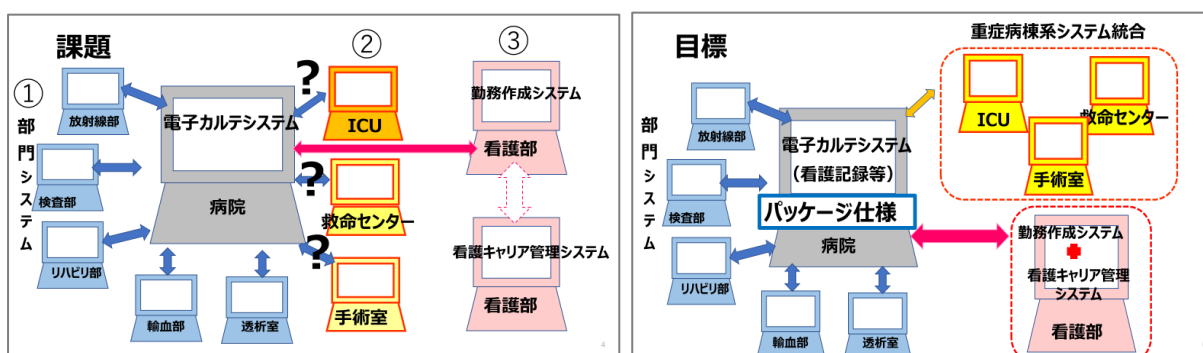 課題
①
②
③
部門システム
放射線部
検査部
リハビリ部
輸血部
透析室
電子カルテシステム
病院
?
ICU
?
救命センター
?
手術室
勤務作成システム
看護部
看護キャリア管理システム
看護部
4
目標
部門システム
放射線部
検査部
リハビリ部
輸血部
透析室
電子カルテシステム
(看護記録等)
パッケージ仕様
病院
重症病棟系システム統合
ICU
救命センター
手術室
勤務作成システム
看護キャリア管理
システム
看護部